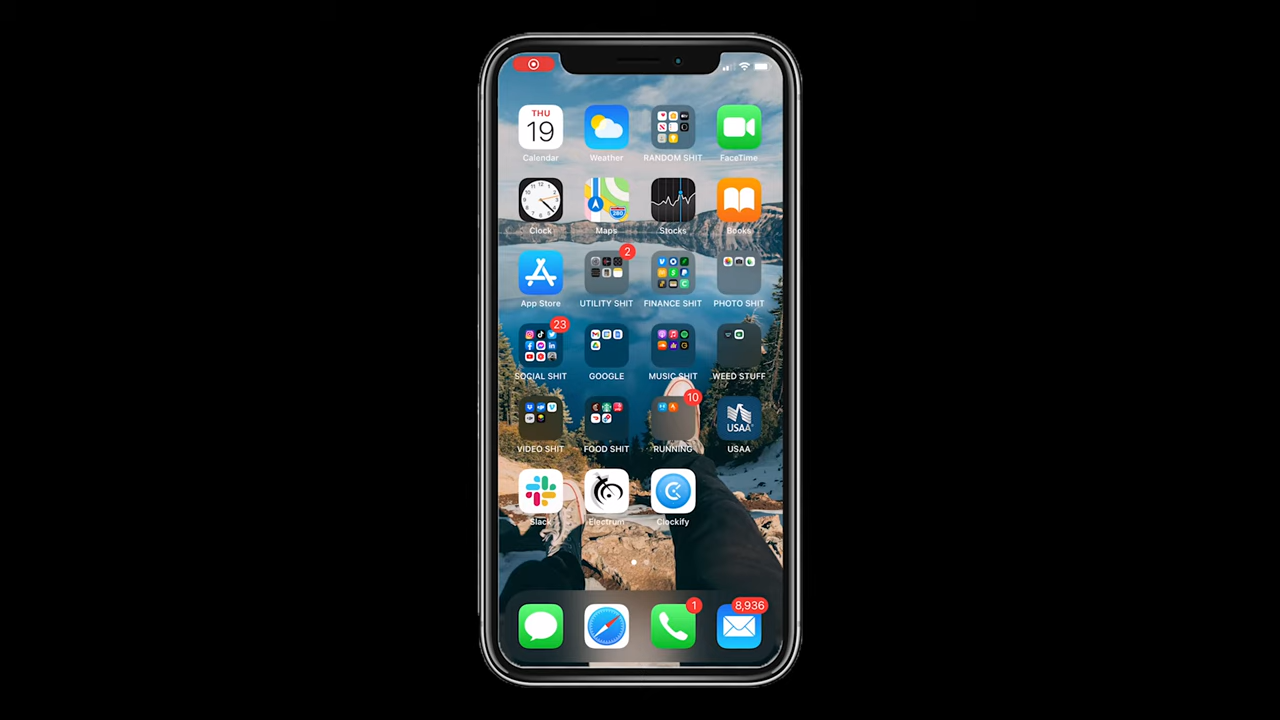 THU
19
Calendar
Weather
RANDOM SHIT
FaceTime
Clock
280
Maps
Stocks
Books
App Store
2
UTILITY SHIT
FINANCE SHIT
PHOTO SHIT
23
SOCIAL SHIT
GOOGLE
MUSIC SHIT
WEED STUFF
VIDEO SHIT
FOOD SHIT
10
RUNNING
USAA
USAA
Slack
Electrum
Clockify
1
8,936